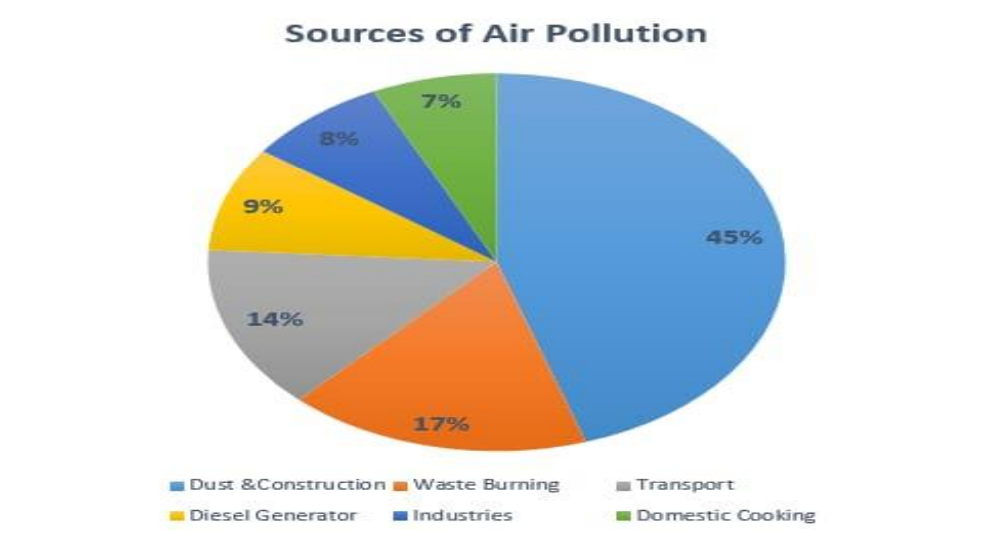 Sources of Air Pollution
7%
8%
9%
45%
14%
17%
Dust &Construction Waste Burning Transport
Diesel Generator Industries Domestic Cooking